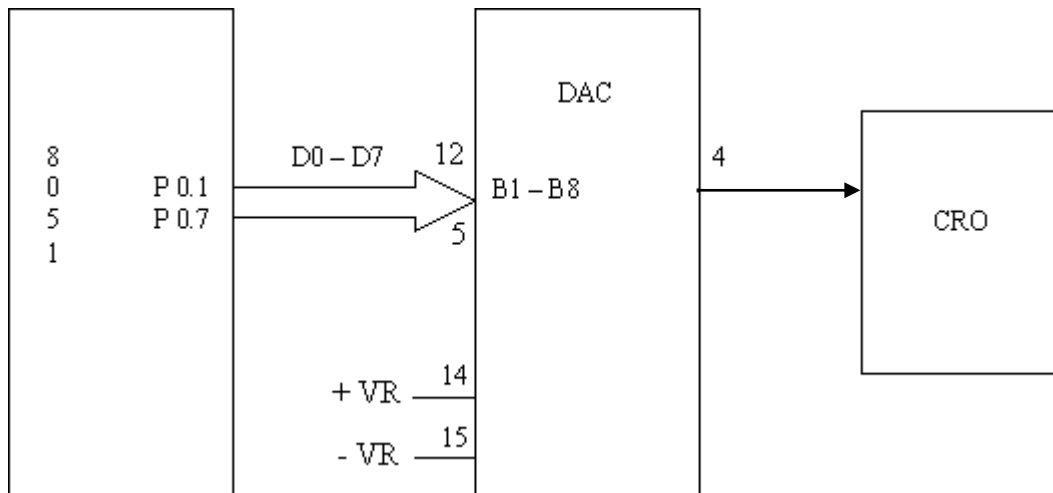 8
0
5
1
P 0.1
P 0.7
D0 – D7
12
5
DAC
B1 – B8
14
+ VR
15
- VR
4
CRO